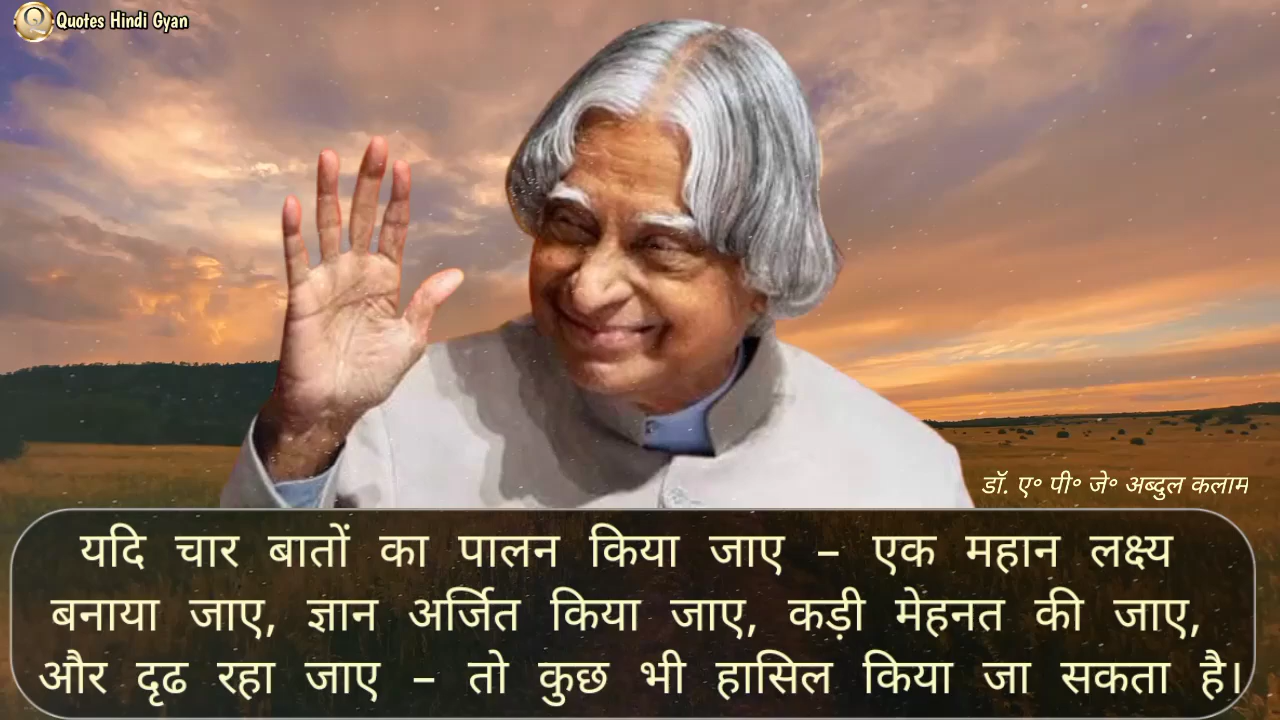 Quotes Hindi Gyan
डॉ. ए॰ पी॰ जे॰ अब्दुल कलाम
यदि चार बातों का पालन किया जाए – एक महान लक्ष्य
बनाया जाए, ज्ञान अर्जित किया जाए, कड़ी मेहनत की जाए,
और दृढ रहा जाए – तो कुछ भी हासिल किया जा सकता है।